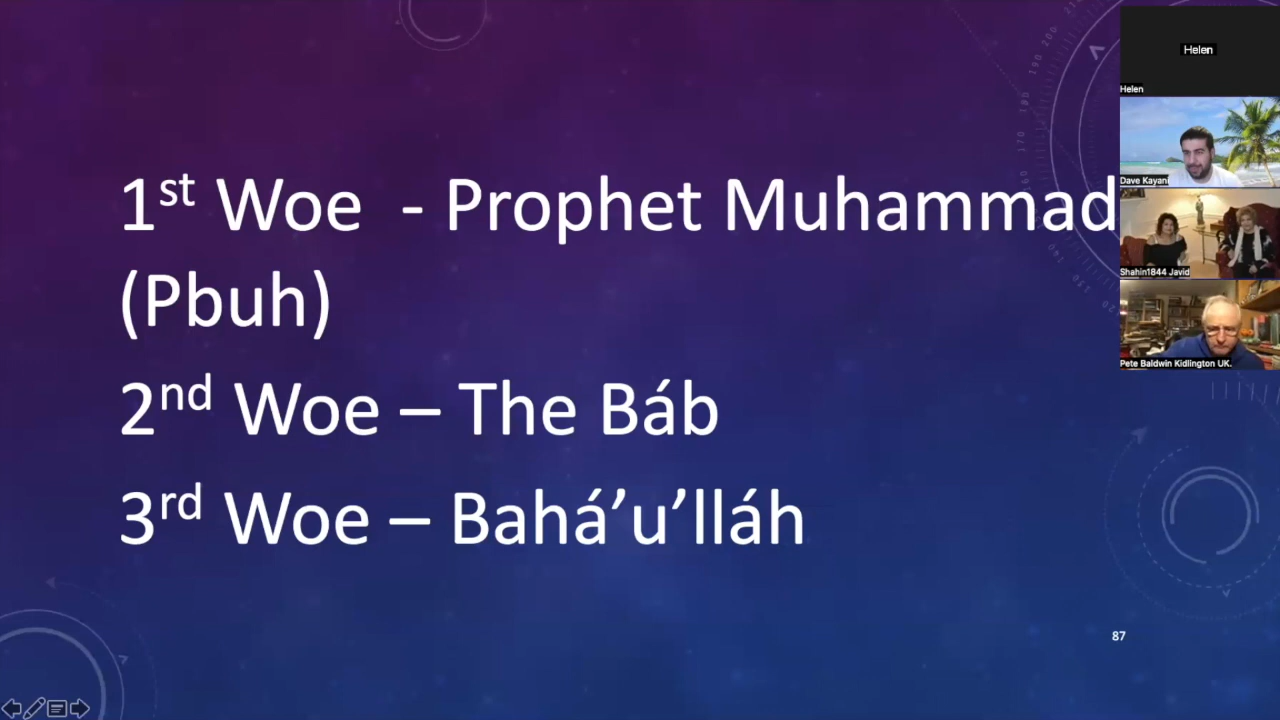 1st Woe  - Prophet Muhammad
(Pbuh)
2nd Woe – The Báb
3rd Woe – Bahá’u’lláh
87
Helen
Helen
Dave Kayani
Shahin1844 Javid
Pete Baldwin Kidlington UK.